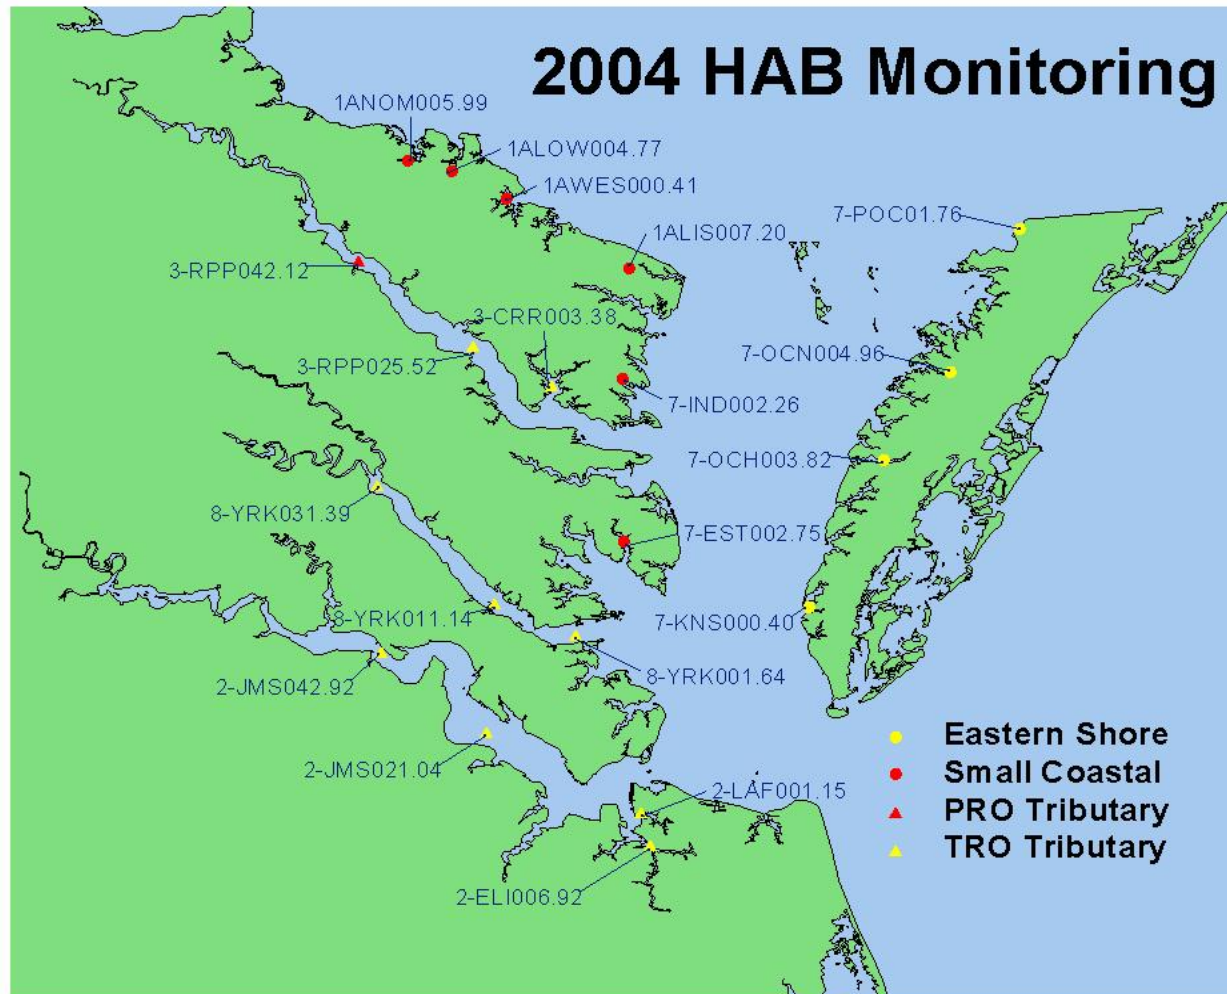 2004 HAB Monitoring
1ANOM005.99
1ALOW004.77
1AWES000.41
7-POC01.76
1ALIS007.20
3-RPP042.12
3-CRR003.38
7-OCN004.96
3-RPP025.52
7-IND002.26
7-OCH003.82
8-YRK031.39
7-EST002.75
8-YRK011.14
7-KNS000.40
8-YRK001.64
2-JMS042.92
Eastern Shore
2-JMS021.04
Small Coastal
2-LAF001.15
PRO Tributary
TRO Tributary
2-ELI006.92